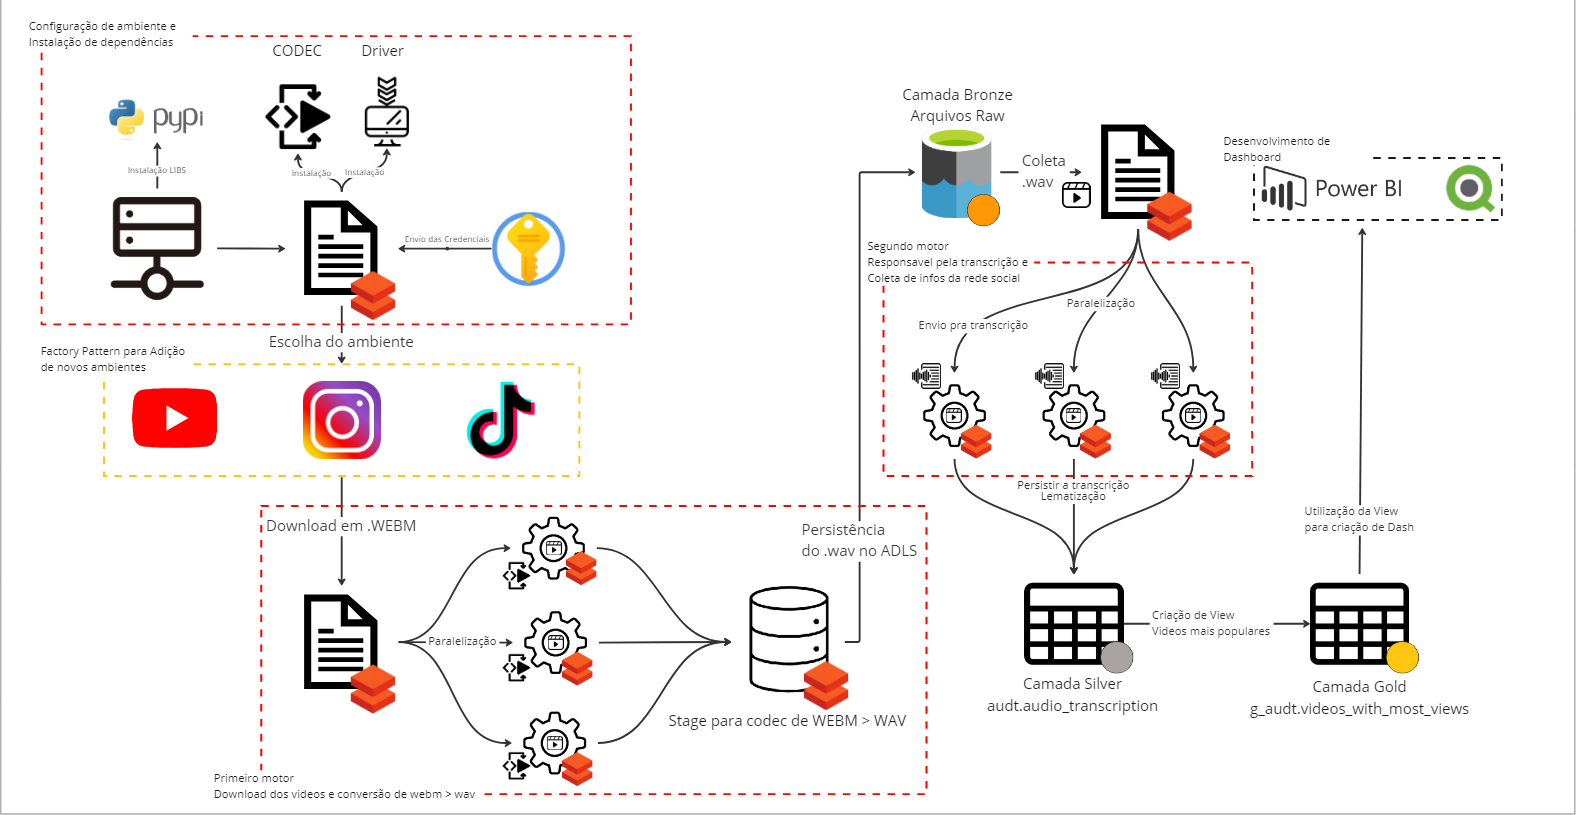 Configuração de ambiente e
Instalação de dependências
CODEC
Driver
pypi
Instalação LIBS
Instalação
Instalação
Envio das Credenciais
Escolha do ambiente
Factory Pattern para Adição
de novos ambientes
Download em .WEBM
Paralelização
Persistência
do .wav no ADLS
Stage para codec de WEBM > WAV
Primeiro motor
Download dos videos e conversão de webm > wav
Camada Bronze
Arquivos Raw
Coleta
.wav
Segundo motor
Responsavel pela transcrição e
Coleta de infos da rede social
Paralelização
Envio pra transcrição
Persistir a transcrição
Lematização
Camada Silver
audt.audio_transcription
Criação de View
Videos mais populares
Camada Gold
g_audt.videos_with_most_views
Utilização da View
para criação de Dash
Desenvolvimento de
Dashboard
Power BI